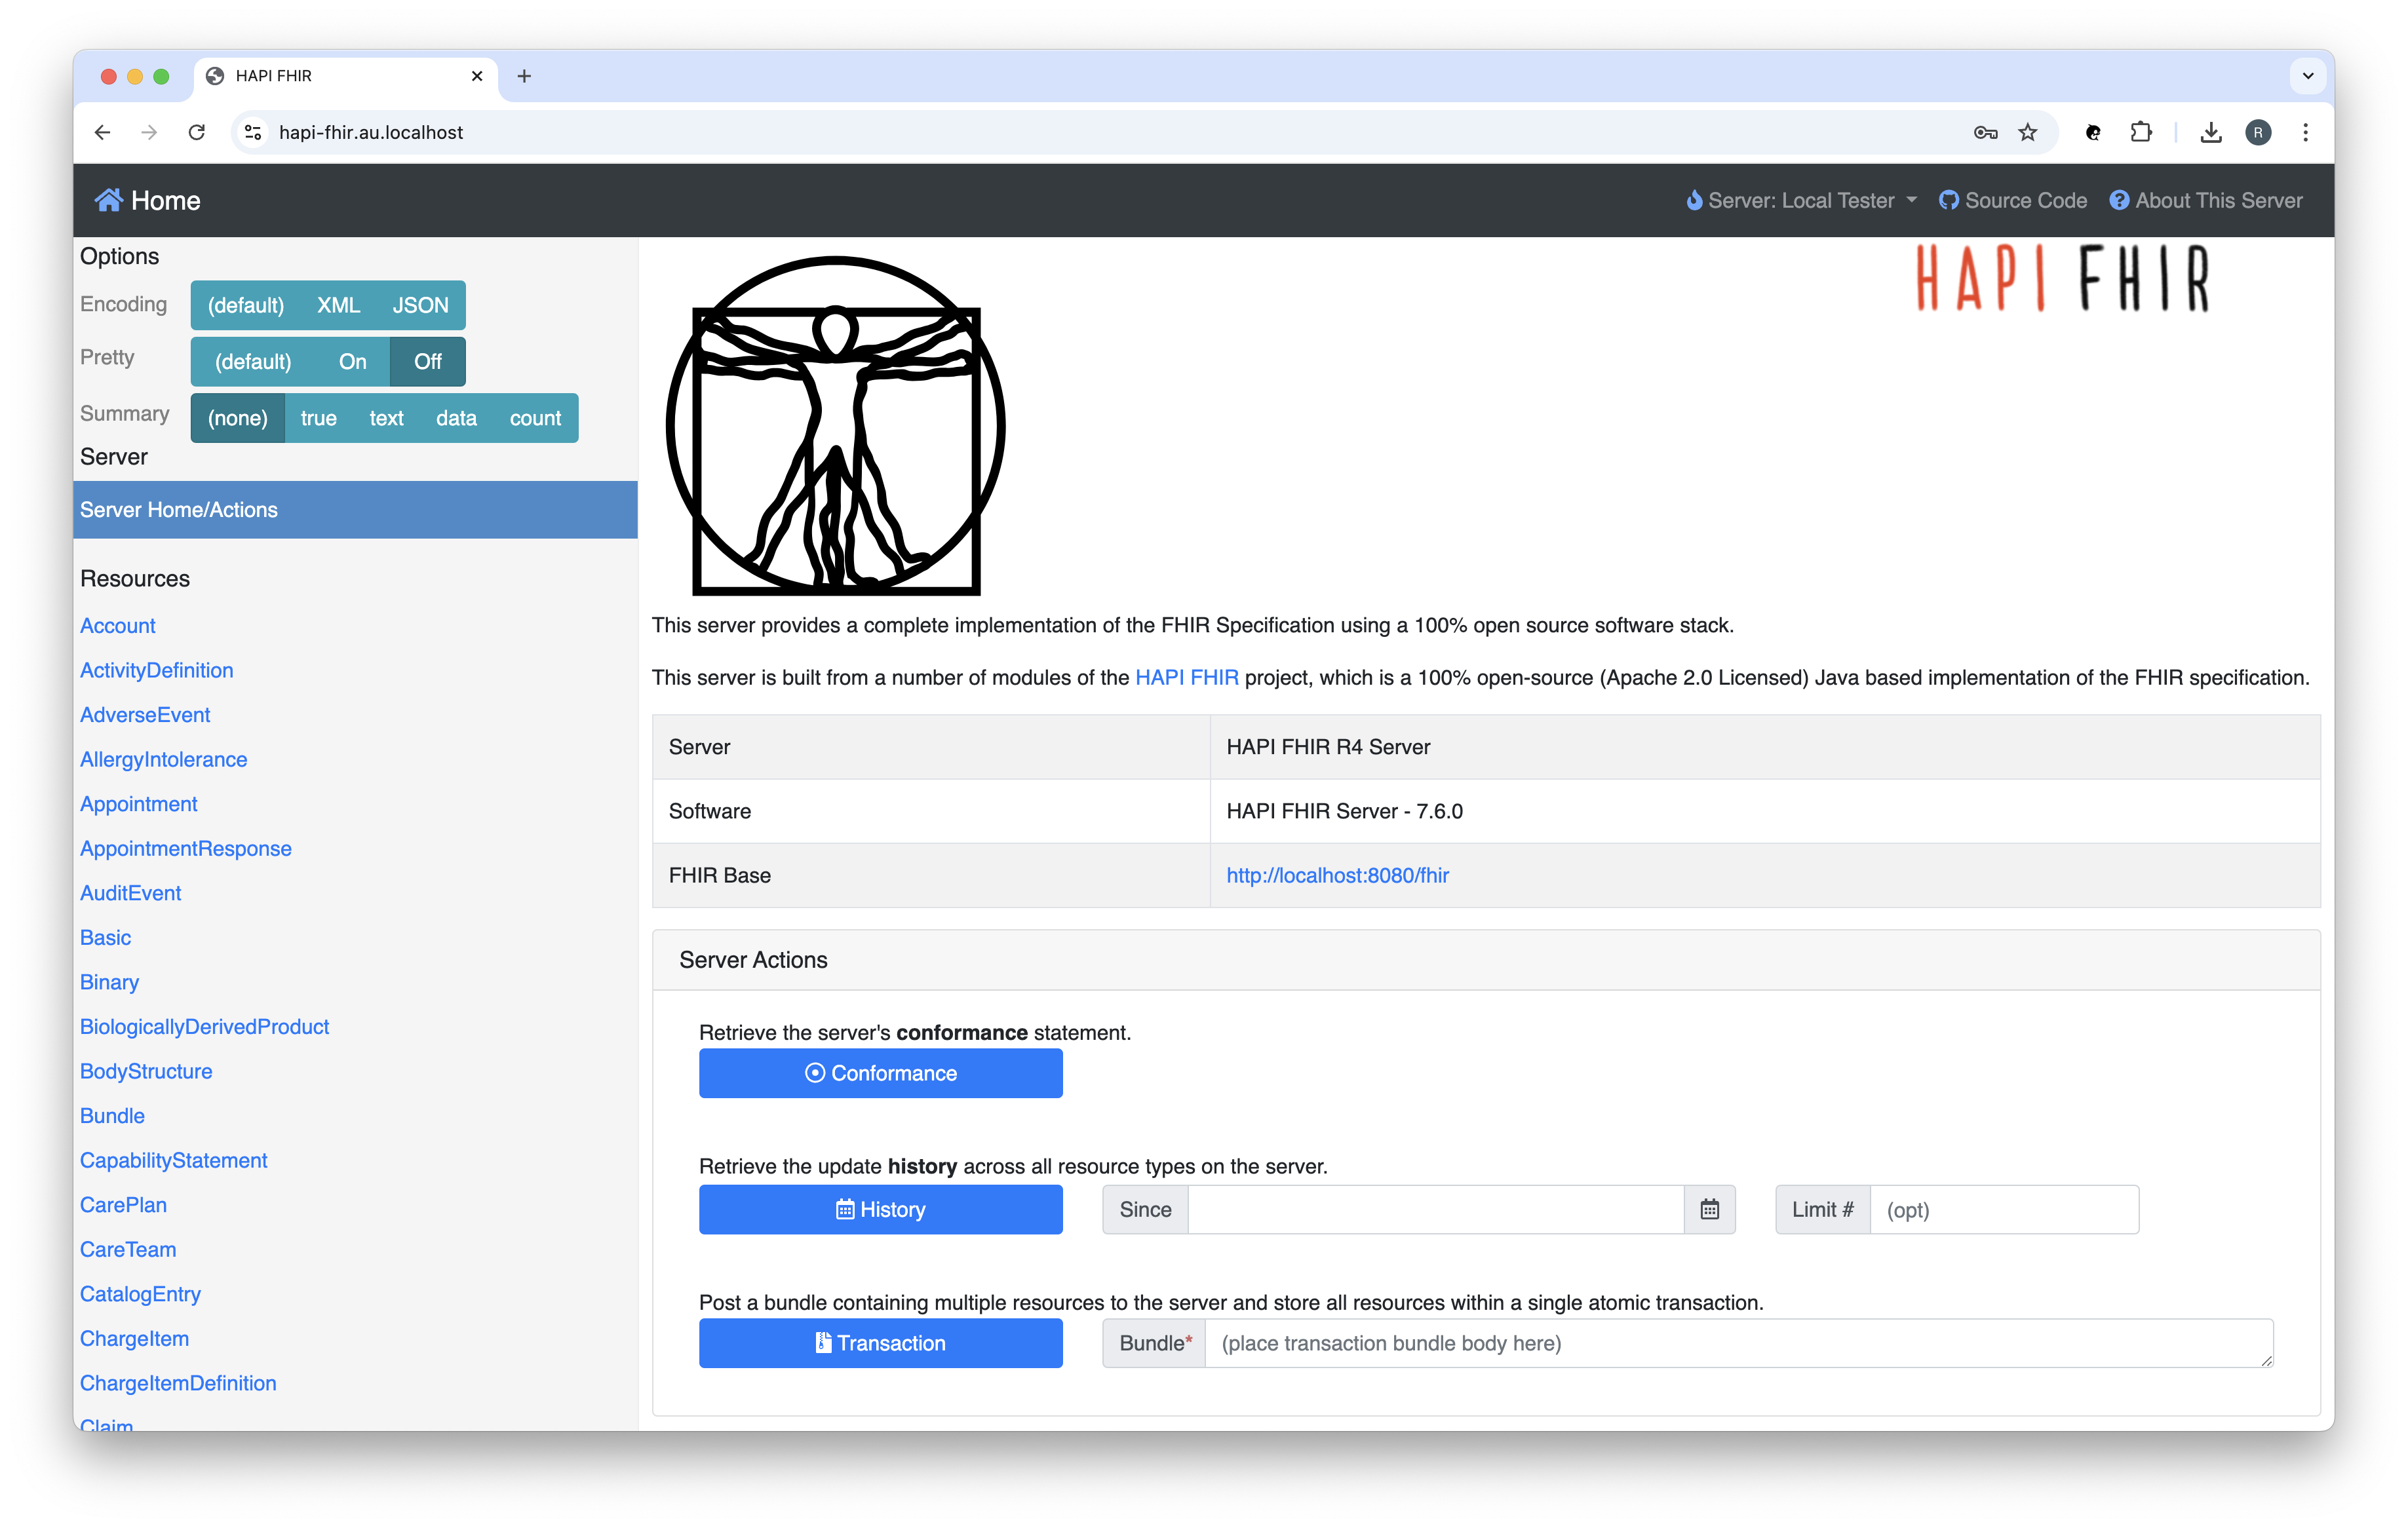 HAPI FHIR
hapi-fhir.au.localhost
R
Home
Server: Local Tester
Source Code
About This Server
Options
Encoding (default) XML JSON
Pretty (default) On Off
Summary (none) true text data count
Server
Server Home/Actions
Resources
Account
ActivityDefinition
AdverseEvent
AllergyIntolerance
Appointment
AppointmentResponse
AuditEvent
Basic
Binary
BiologicallyDerivedProduct
BodyStructure
Bundle
CapabilityStatement
CarePlan
CareTeam
CatalogEntry
ChargeItem
ChargeItemDefinition
Claim
HAPI FHIR
This server provides a complete implementation of the FHIR Specification using a 100% open source software stack.
This server is built from a number of modules of the HAPI FHIR project, which is a 100% open-source (Apache 2.0 Licensed) Java based implementation of the FHIR specification.
Server HAPI FHIR R4 Server
Software HAPI FHIR Server - 7.6.0
FHIR Base http://localhost:8080/fhir
Server Actions
Retrieve the server's conformance statement.
Conformance
Retrieve the update history across all resource types on the server.
History Since Limit # (opt)
Post a bundle containing multiple resources to the server and store all resources within a single atomic transaction.
Transaction Bundle* (place transaction bundle body here)